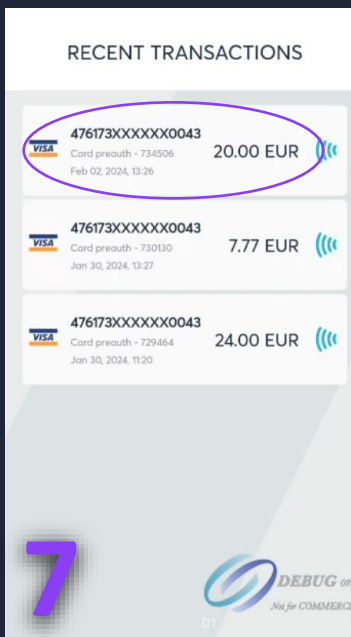 RECENT TRANSACTIONS
476173XXXXXX0043
VISA
Card preauth - 734506
20.00 EUR
Feb 02, 2024, 13:26
476173XXXXXX0043
VISA
Card preauth - 730130
7.77 EUR
Jan 30, 2024, 13:27
476173XXXXXX0043
VISA
Card preauth - 729464
24.00 EUR
Jan 30, 2024, 11:20
7
DEBUG on
Not for COMMERC
01